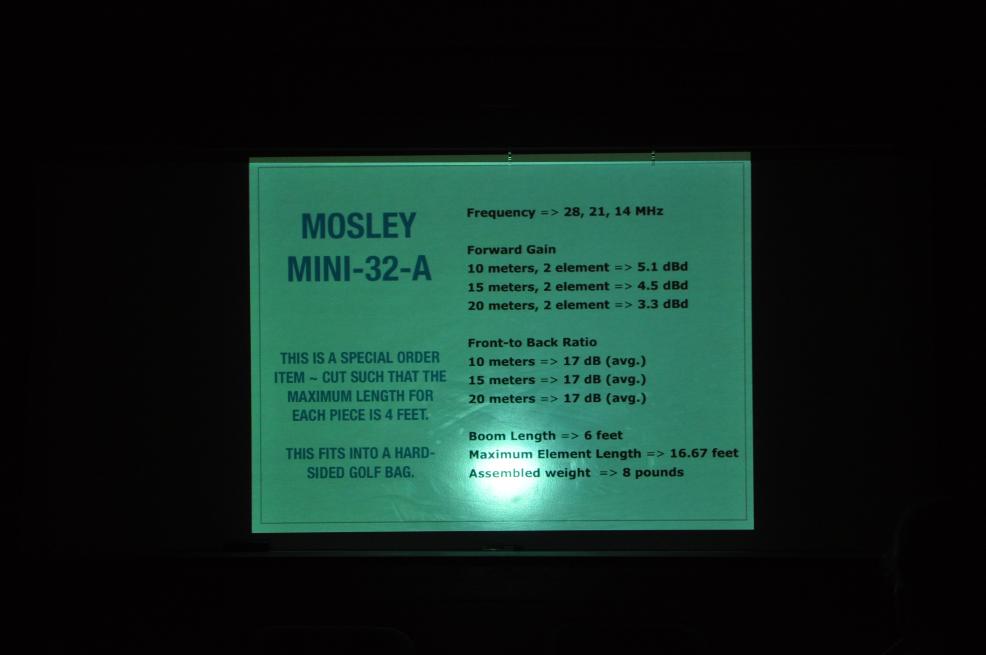 MOSLEY
MINI-32-A
THIS IS A SPECIAL ORDER
ITEM ~ CUT SUCH THAT THE
MAXIMUM LENGTH FOR
EACH PIECE IS 4 FEET.
THIS FITS INTO A HARD-
SIDED GOLF BAG.
Frequency => 28, 21, 14 MHz
Forward Gain
10 meters, 2 element => 5.1 dBd
15 meters, 2 element => 4.5 dBd
20 meters, 2 element => 3.3 dBd
Front-to Back Ratio
10 meters => 17 dB (avg.)
15 meters => 17 dB (avg.)
20 meters => 17 dB (avg.)
Boom Length => 6 feet
Maximum Element Length => 16.67 feet
Assembled weight => 8 pounds